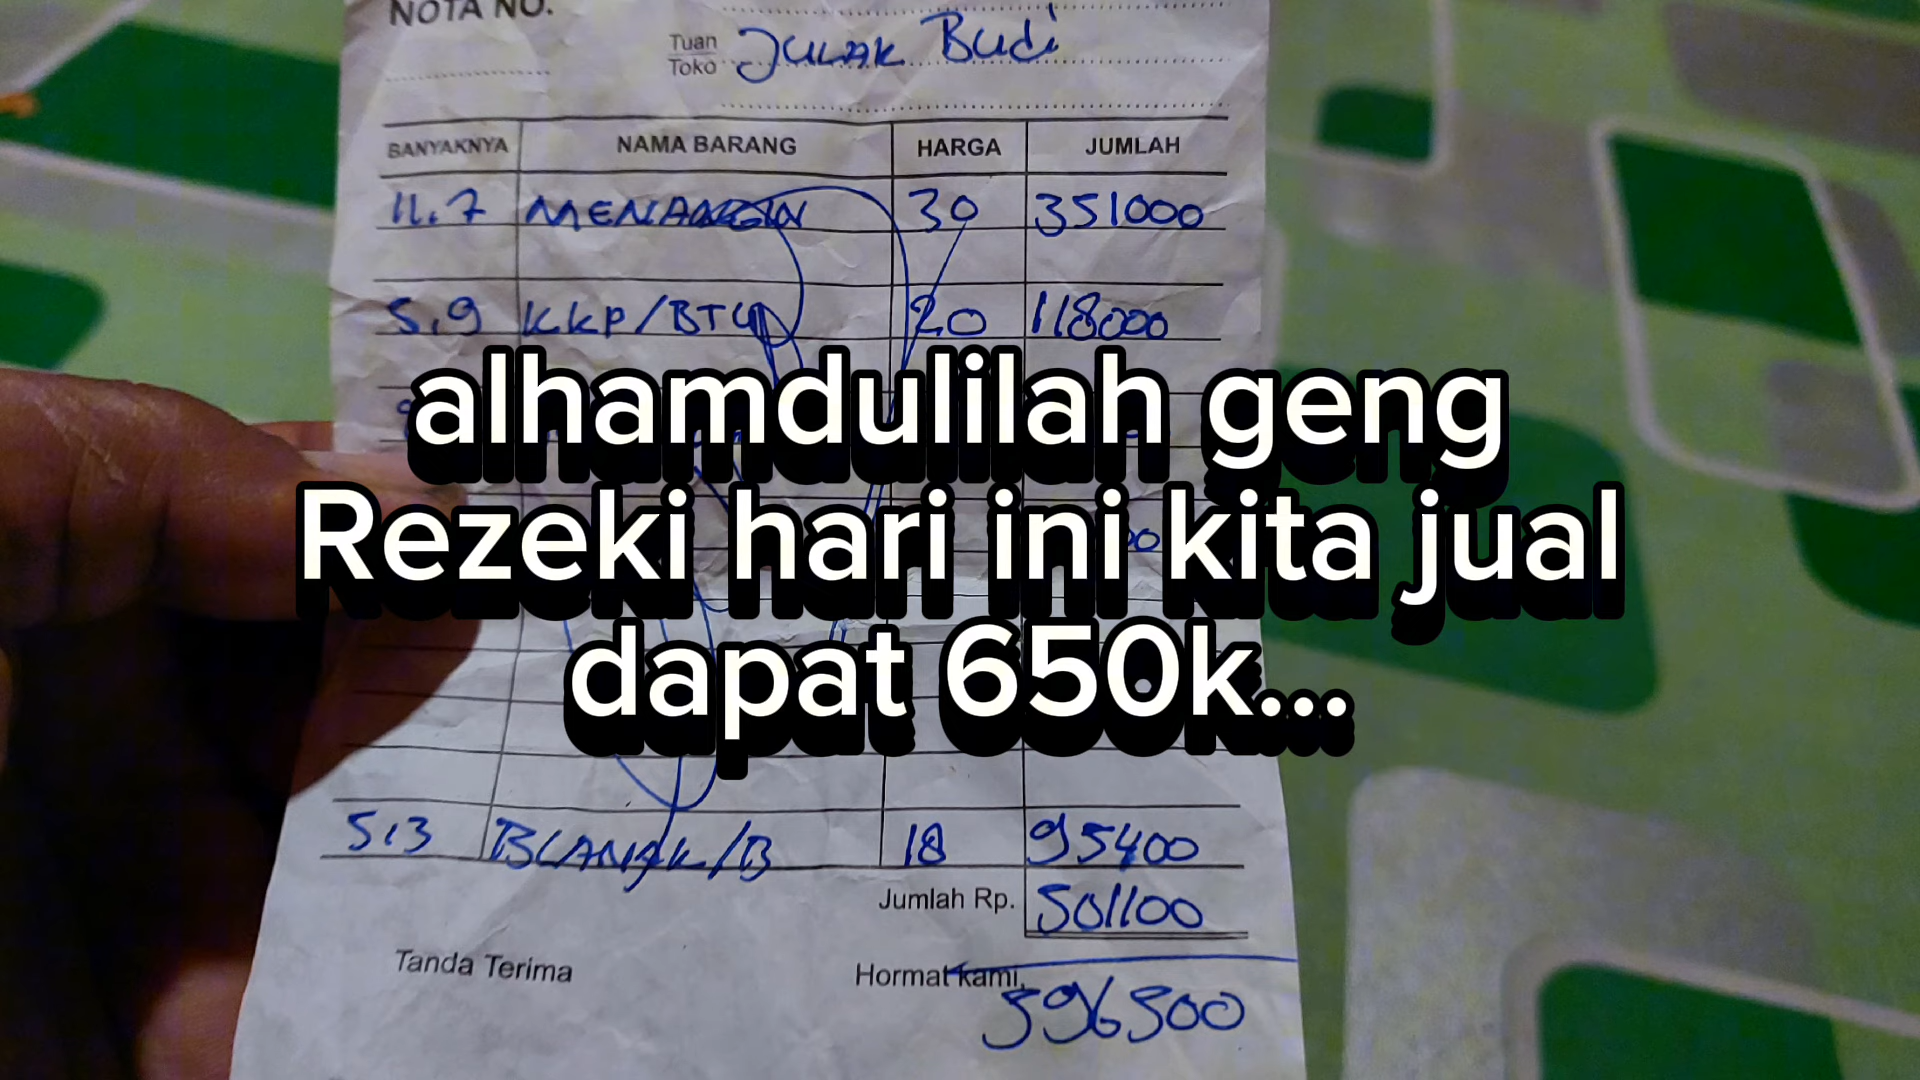 NOTA NO.
Tuan
Toko
JULAK Budi
BANYAKNYA NAMA BARANG HARGA JUMLAH
11.7 30 351000
5,9 KKP/BTU 20 118000
alhamdulilah geng
Rezeki hari ini kita jual
dapat 650k...
5,3 BLANGK/B 18 95400
Jumlah Rp. 501100
Tanda Terima Hormat kami,
596500